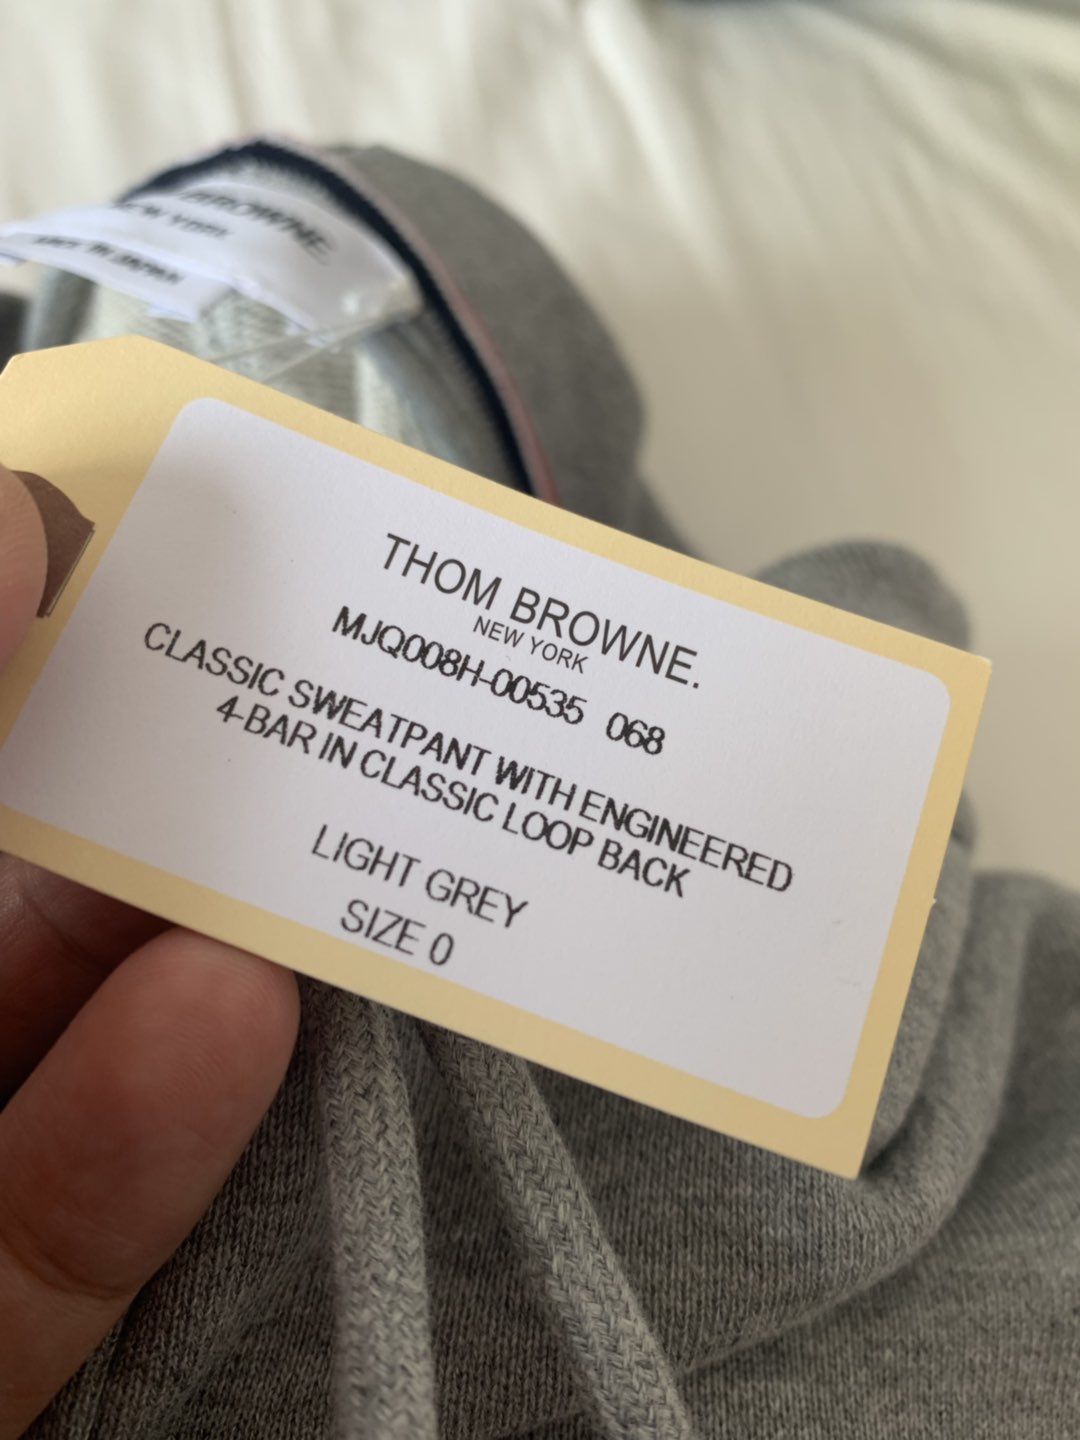 BROWNE
THOM BROWNE.
NEW YORK
MJQ008H-00535 068
CLASSIC SWEATPANT WITH ENGINEERED
4-BAR IN CLASSIC LOOP BACK
LIGHT GREY
SIZE 0